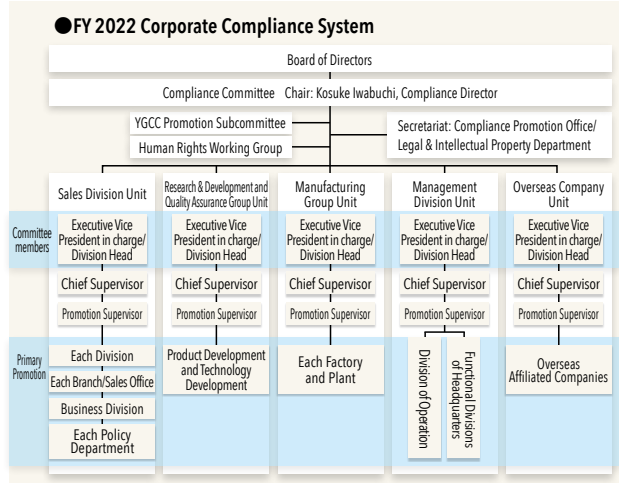 ●FY 2022 Corporate Compliance System
Board of Directors
Compliance Committee Chair: Kosuke Iwabuchi, Compliance Director
YGCC Promotion Subcommittee
Human Rights Working Group
Secretariat: Compliance Promotion Office/
Legal & Intellectual Property Department
Sales Division Unit
Research & Development and
Quality Assurance Group Unit
Manufacturing
Group Unit
Management
Division Unit
Overseas Company
Unit
Committee
members
Executive Vice
President in charge/
Division Head
Executive Vice
President in charge/
Division Head
Executive Vice
President in charge/
Division Head
Executive Vice
President in charge/
Division Head
Executive Vice
President in charge/
Division Head
Chief Supervisor
Chief Supervisor
Chief Supervisor
Chief Supervisor
Chief Supervisor
Promotion Supervisor
Promotion Supervisor
Promotion Supervisor
Promotion Supervisor
Promotion Supervisor
Primary
Promotion
Each Division
Each Branch/Sales Office
Business Division
Each Policy
Department
Product Development
and Technology
Development
Each Factory
and Plant
Division of Operation
Functional Divisions
of Headquarters
Overseas
Affiliated Companies